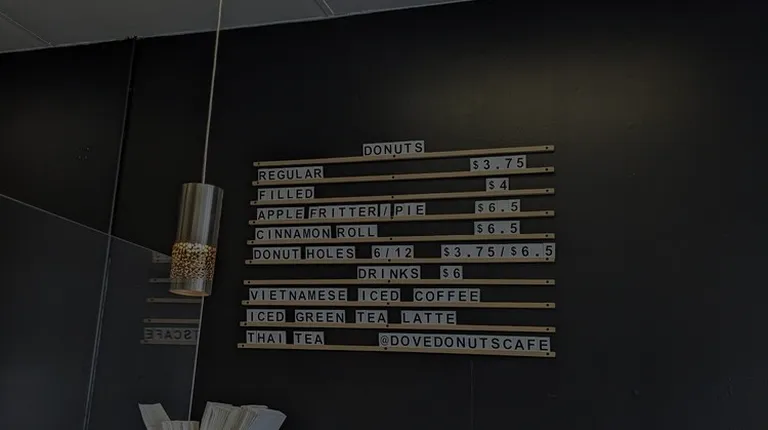 DONUTS
REGULAR $3.75
FILLED $4
APPLE FRITTER/PIE $6.5
CINNAMON ROLL $6.5
DONUT HOLES 6/12 $3.75/$6.5
DRINKS $6
VIETNAMESE ICED COFFEE
ICED GREEN TEA LATTE
THAI TEA @DOVEDONUTSCAFE